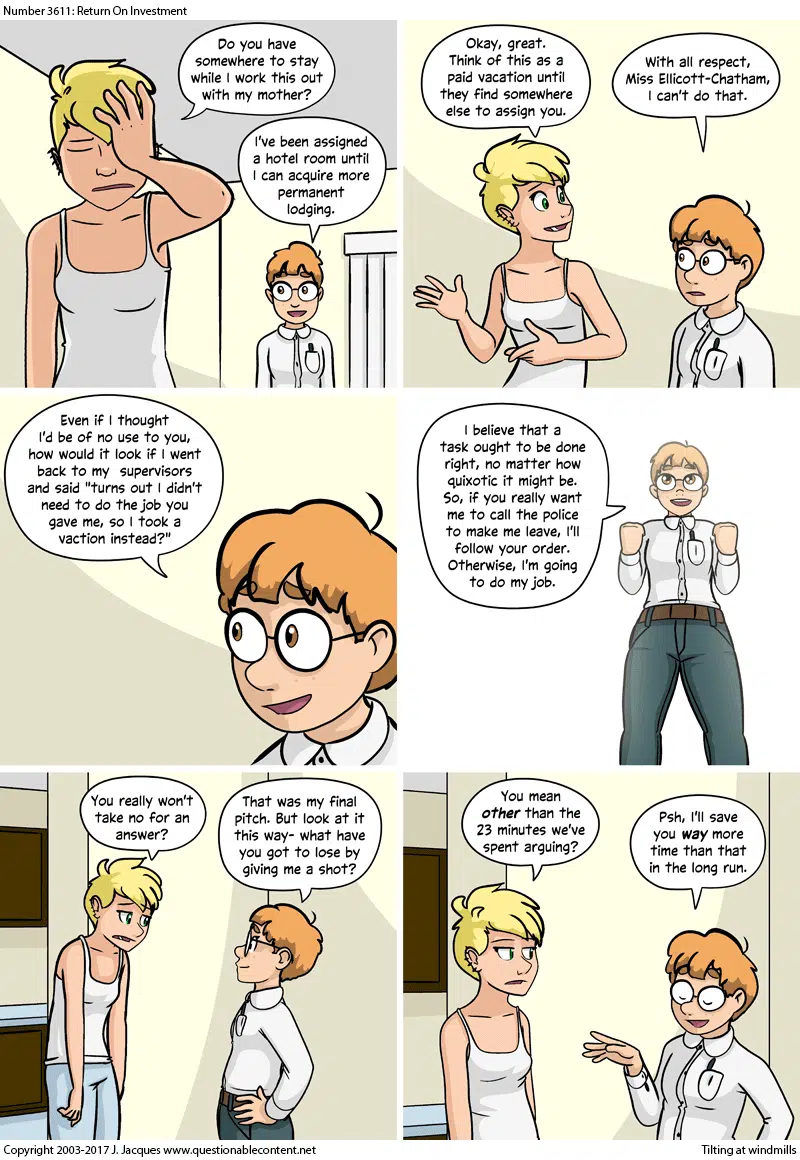 Number 3611: Return On Investment
Do you have
somewhere to stay
while I work this out
with my mother?
I've been assigned
a hotel room until
I can acquire more
permanent
lodging.
Okay, great.
Think of this as a
paid vacation until
they find somewhere
else to assign you.
With all respect,
Miss Ellicott-Chatham,
I can't do that.
Even if I thought
I'd be of no use to you,
how would it look if I went
back to my supervisors
and said "turns out I didn't
need to do the job you
gave me, so I took a
vaction instead?"
I believe that a
task ought to be done
right, no matter how
quixotic it might be.
So, if you really want
me to call the police
to make me leave, I'll
follow your order.
Otherwise, I'm going
to do my job.
You really won't
take no for an
answer?
That was my final
pitch. But look at it
this way- what have
you got to lose by
giving me a shot?
You mean
other than the
23 minutes we've
spent arguing?
Psh, I'll save
you way more
time than that
in the long run.
Copyright 2003-2017 J. Jacques www.questionablecontent.net
Tilting at windmills